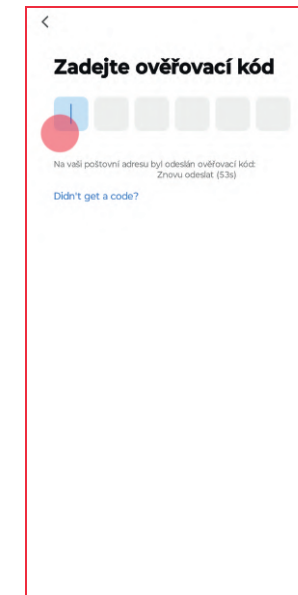 Zadejte ověřovací kód
Na vaši poštovní adresu byl odeslán ověřovací kód:
Znovu odeslat (53s)
Didn't get a code?